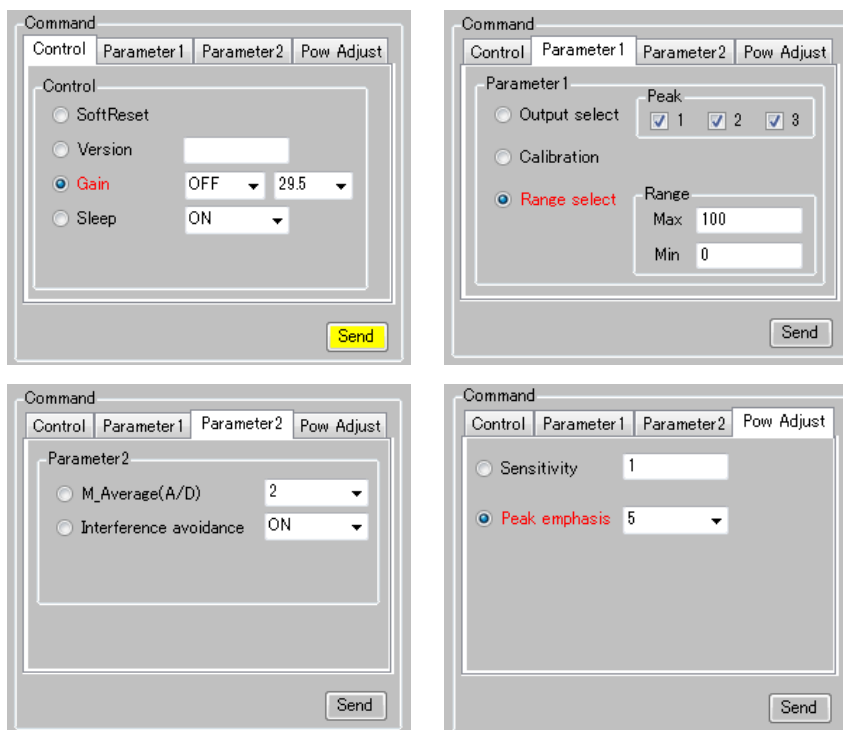 Command
Control Parameter1 Parameter2 Pow Adjust
Control
SoftReset
Version
Gain OFF 29.5
Sleep ON
Send
Command
Control Parameter1 Parameter2 Pow Adjust
Parameter1
Output select Peak 1 2 3
Calibration
Range select Range
Max 100
Min 0
Send
Command
Control Parameter1 Parameter2 Pow Adjust
Parameter2
M_Average(A/D) 2
Interference avoidance ON
Send
Command
Control Parameter1 Parameter2 Pow Adjust
Sensitivity 1
Peak emphasis 5
Send